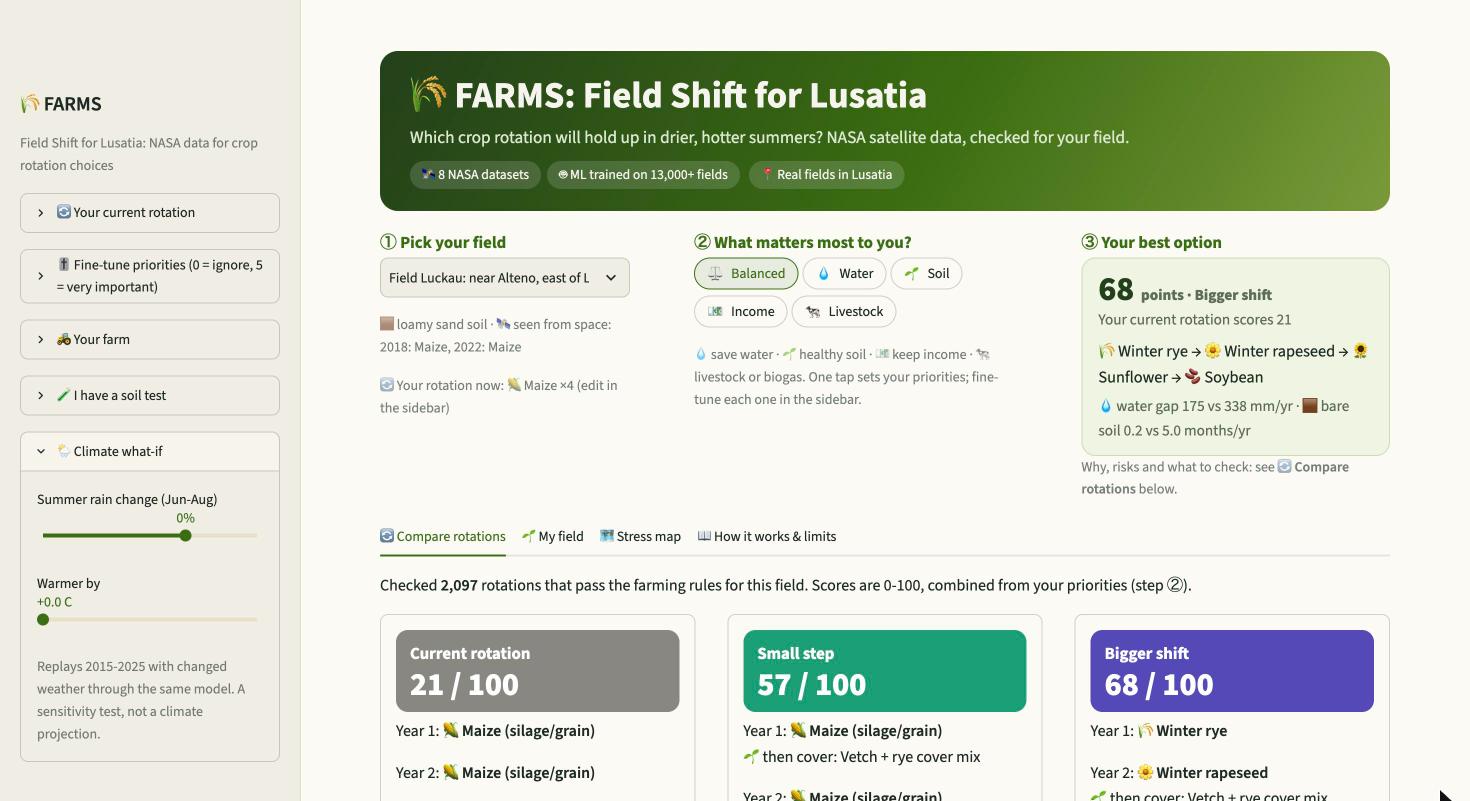 🌾 FARMS
Field Shift for Lusatia: NASA data for crop
rotation choices
🔄 Your current rotation
🎚️ Fine-tune priorities (0 = ignore, 5
= very important)
🚜 Your farm
🧪 I have a soil test
🌦️ Climate what-if
Summer rain change (Jun-Aug)
0%
Warmer by
+0.0 C
Replays 2015-2025 with changed
weather through the same model. A
sensitivity test, not a climate
projection.
🌾 FARMS: Field Shift for Lusatia
Which crop rotation will hold up in drier, hotter summers? NASA satellite data, checked for your field.
🛰️ 8 NASA datasets
🤖 ML trained on 13,000+ fields
📍 Real fields in Lusatia
① Pick your field
Field Luckau: near Alteno, east of L
🟫 loamy sand soil · 🛰️ seen from space:
2018: Maize, 2022: Maize
🔄 Your rotation now: 🌽 Maize ×4 (edit in
the sidebar)
② What matters most to you?
⚖️ Balanced
💧 Water
🌱 Soil
💶 Income
🐄 Livestock
💧 save water · 🌱 healthy soil · 💶 keep income · 🐄
livestock or biogas. One tap sets your priorities; fine-
tune each one in the sidebar.
③ Your best option
68 points · Bigger shift
Your current rotation scores 21
🌾 Winter rye → 🌼 Winter rapeseed → 🌻
Sunflower → 🫘 Soybean
💧 water gap 175 vs 338 mm/yr · 🟫 bare
soil 0.2 vs 5.0 months/yr
Why, risks and what to check: see 🔄 Compare
rotations below.
🔄 Compare rotations
🌱 My field
🗺️ Stress map
📖 How it works & limits
Checked 2,097 rotations that pass the farming rules for this field. Scores are 0-100, combined from your priorities (step ②).
Current rotation
21 / 100
Year 1: 🌽 Maize (silage/grain)
Year 2: 🌽 Maize (silage/grain)
Small step
57 / 100
Year 1: 🌽 Maize (silage/grain)
🌱 then cover: Vetch + rye cover mix
Year 2: 🌽 Maize (silage/grain)
Bigger shift
68 / 100
Year 1: 🌾 Winter rye
Year 2: 🌼 Winter rapeseed
🌱 then cover: Vetch + rye cover mix